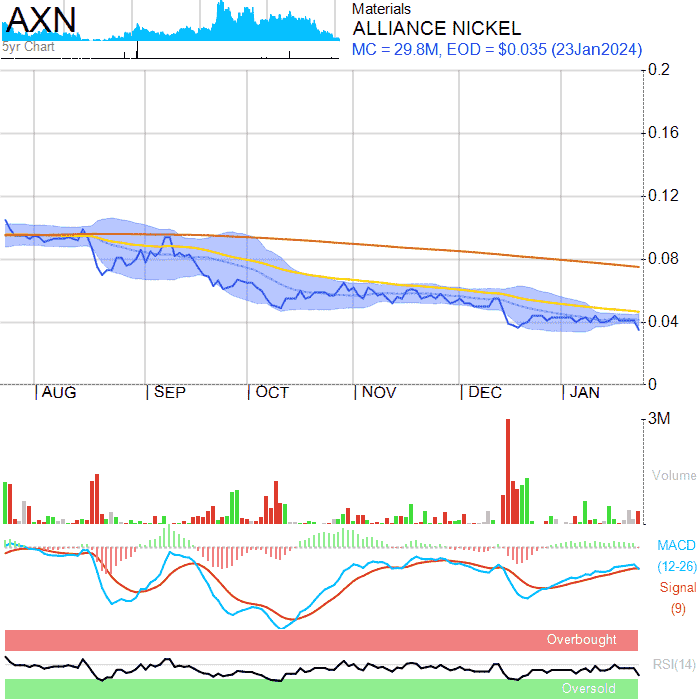 AXN
Materials
ALLIANCE NICKEL
5yr Chart
MC = 29.8M, EOD = $0.035 (23Jan2024)
0.2
0.16
0.12
0.08
0.04
0
AUG SEP OCT NOV DEC JAN
3M
Volume
MACD
(12-26)
Signal
(9)
Overbought
RSI(14)
Oversold